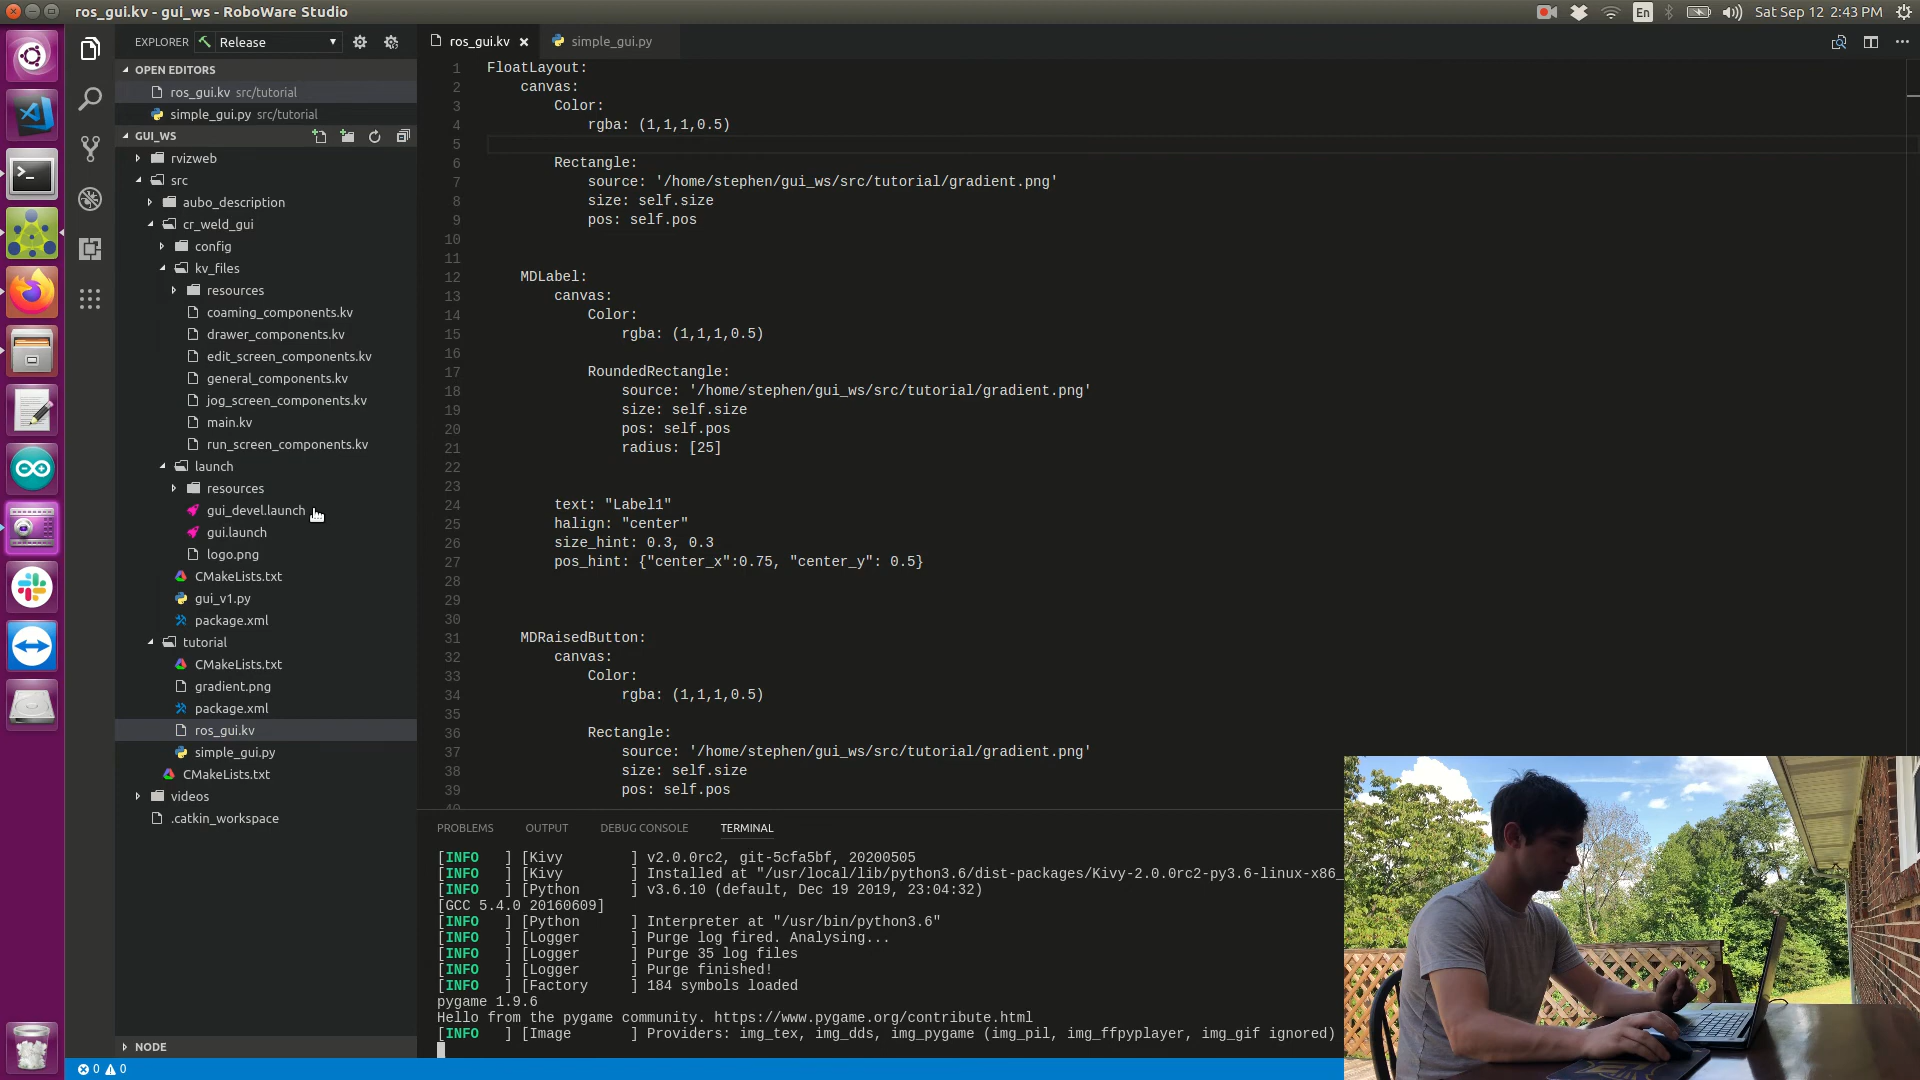 ros_gui.kv - gui_ws - RoboWare Studio
En
Sat Sep 12 2:43 PM
EXPLORER
Release
OPEN EDITORS
ros_gui.kv src/tutorial
simple_gui.py src/tutorial
GUI_WS
rvizweb
src
aubo_description
cr_weld_gui
config
kv_files
resources
coaming_components.kv
drawer_components.kv
edit_screen_components.kv
general_components.kv
jog_screen_components.kv
main.kv
run_screen_components.kv
launch
resources
gui_devel.launch
gui.launch
logo.png
CMakeLists.txt
gui_v1.py
package.xml
tutorial
CMakeLists.txt
gradient.png
package.xml
ros_gui.kv
simple_gui.py
CMakeLists.txt
videos
.catkin_workspace
NODE
0 0
ros_gui.kv
simple_gui.py
1 FloatLayout:
2 canvas:
3 Color:
4 rgba: (1,1,1,0.5)
5
6 Rectangle:
7 source: '/home/stephen/gui_ws/src/tutorial/gradient.png'
8 size: self.size
9 pos: self.pos
10
11
12 MDLabel:
13 canvas:
14 Color:
15 rgba: (1,1,1,0.5)
16
17 RoundedRectangle:
18 source: '/home/stephen/gui_ws/src/tutorial/gradient.png'
19 size: self.size
20 pos: self.pos
21 radius: [25]
22
23
24 text: "Label1"
25 halign: "center"
26 size_hint: 0.3, 0.3
27 pos_hint: {"center_x":0.75, "center_y": 0.5}
28
29
30
31 MDRaisedButton:
32 canvas:
33 Color:
34 rgba: (1,1,1,0.5)
35
36 Rectangle:
37 source: '/home/stephen/gui_ws/src/tutorial/gradient.png'
38 size: self.size
39 pos: self.pos
40
PROBLEMS OUTPUT DEBUG CONSOLE TERMINAL
[INFO ] [Kivy ] v2.0.0rc2, git-5cfa5bf, 20200505
[INFO ] [Kivy ] Installed at "/usr/local/lib/python3.6/dist-packages/Kivy-2.0.0rc2-py3.6-linux-x86_
[INFO ] [Python ] v3.6.10 (default, Dec 19 2019, 23:04:32)
[GCC 5.4.0 20160609]
[INFO ] [Python ] Interpreter at "/usr/bin/python3.6"
[INFO ] [Logger ] Purge log fired. Analysing...
[INFO ] [Logger ] Purge 35 log files
[INFO ] [Logger ] Purge finished!
[INFO ] [Factory ] 184 symbols loaded
pygame 1.9.6
Hello from the pygame community. https://www.pygame.org/contribute.html
[INFO ] [Image ] Providers: img_tex, img_dds, img_pygame (img_pil, img_ffpyplayer, img_gif ignored)